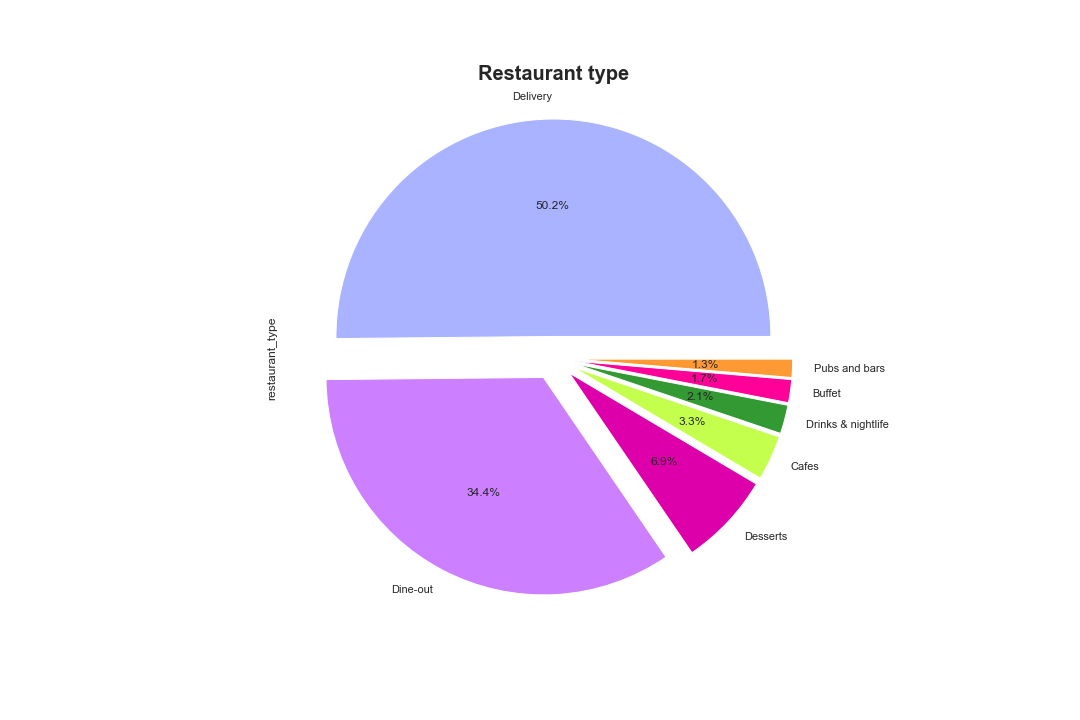 Restaurant type
Delivery
50.2%
restaurant_type
1.3%
Pubs and bars
1.7%
Buffet
2.1%
Drinks & nightlife
3.3%
Cafes
6.9%
Desserts
34.4%
Dine-out